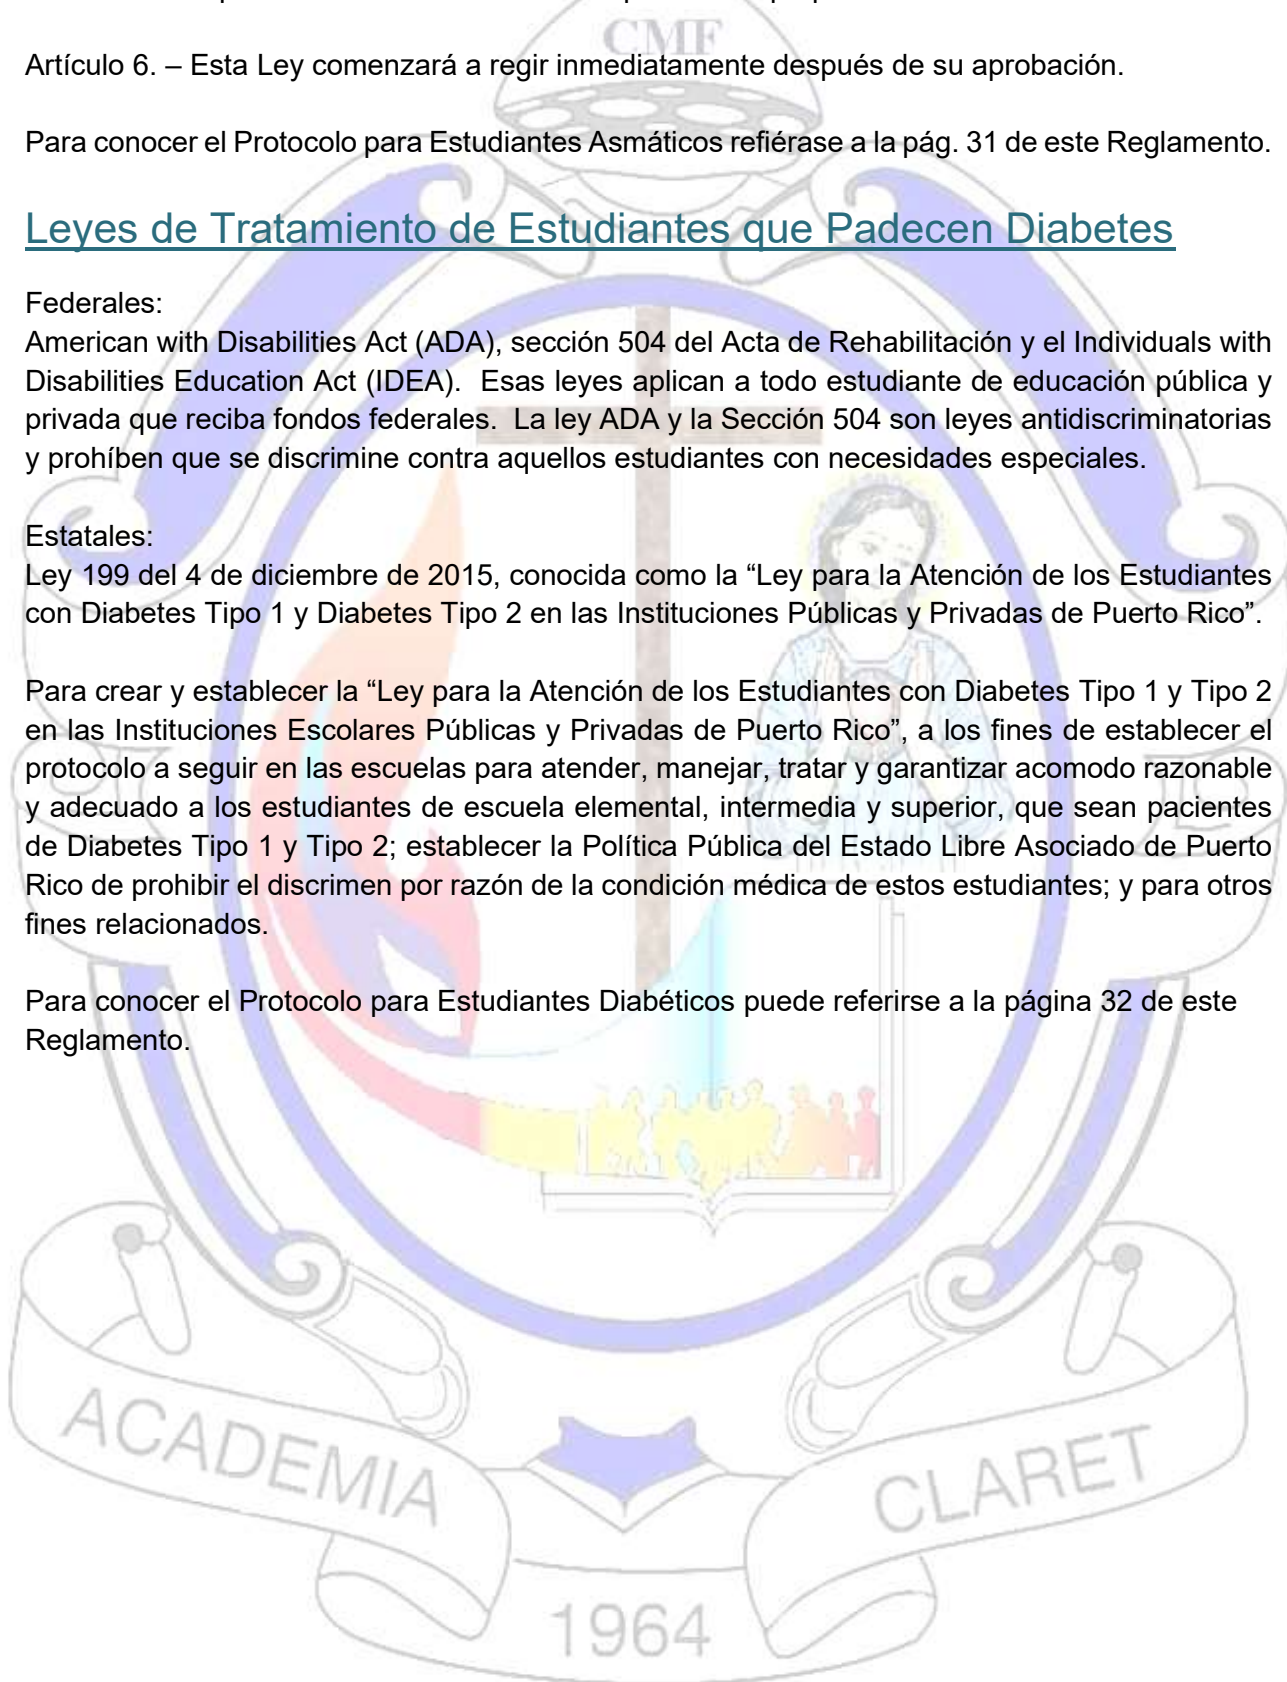 CMF
Artículo 6. – Esta Ley comenzará a regir inmediatamente después de su aprobación.
Para conocer el Protocolo para Estudiantes Asmáticos refiérase a la pág. 31 de este Reglamento.
Leyes de Tratamiento de Estudiantes que Padecen Diabetes
Federales:
American with Disabilities Act (ADA), sección 504 del Acta de Rehabilitación y el Individuals with
Disabilities Education Act (IDEA).  Esas leyes aplican a todo estudiante de educación pública y
privada que reciba fondos federales.  La ley ADA y la Sección 504 son leyes antidiscriminatorias
y prohíben que se discrimine contra aquellos estudiantes con necesidades especiales.
Estatales:
Ley 199 del 4 de diciembre de 2015, conocida como la “Ley para la Atención de los Estudiantes
con Diabetes Tipo 1 y Diabetes Tipo 2 en las Instituciones Públicas y Privadas de Puerto Rico”.
Para crear y establecer la “Ley para la Atención de los Estudiantes con Diabetes Tipo 1 y Tipo 2
en las Instituciones Escolares Públicas y Privadas de Puerto Rico”, a los fines de establecer el
protocolo a seguir en las escuelas para atender, manejar, tratar y garantizar acomodo razonable
y adecuado a los estudiantes de escuela elemental, intermedia y superior, que sean pacientes
de Diabetes Tipo 1 y Tipo 2; establecer la Política Pública del Estado Libre Asociado de Puerto
Rico de prohibir el discrimen por razón de la condición médica de estos estudiantes; y para otros
fines relacionados.
Para conocer el Protocolo para Estudiantes Diabéticos puede referirse a la página 32 de este
Reglamento.
ACADEMIA
CLARET
1964